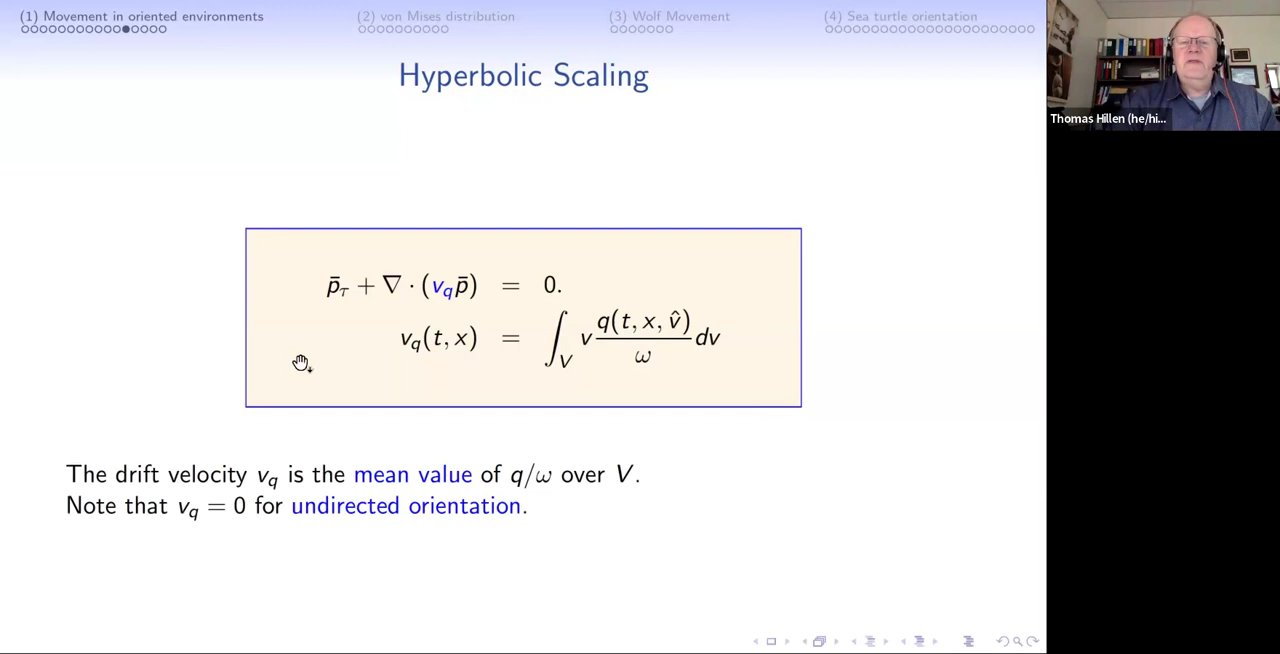 (1) Movement in oriented environments (2) von Mises distribution (3) Wolf Movement (4) Sea turtle orientation
Hyperbolic Scaling
Thomas Hillen (he/hi...
p̄_τ + ∇ · (v_q p̄) = 0.
v_q(t, x) = ∫_V v q(t, x, v̂)/ω dv
The drift velocity v_q is the mean value of q/ω over V.
Note that v_q = 0 for undirected orientation.